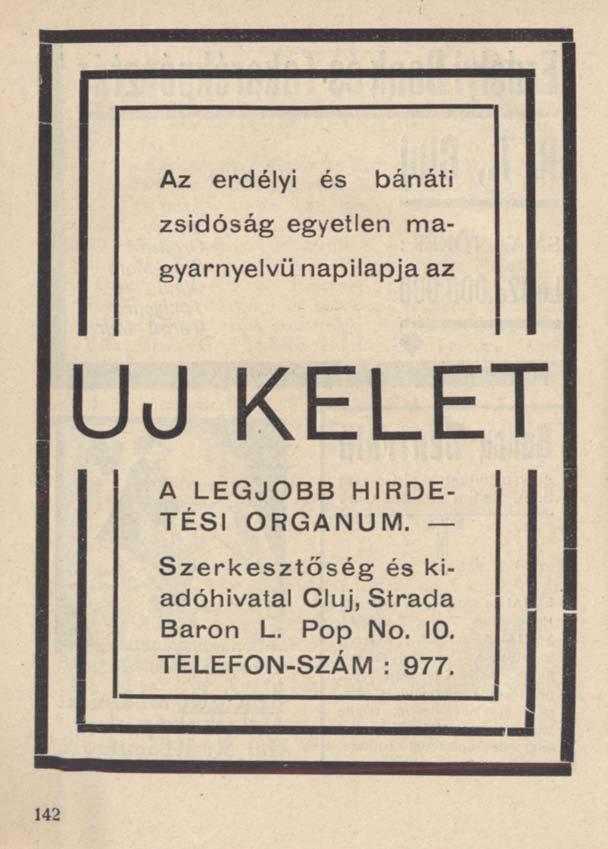 Az erdélyi és bánáti
zsidóság egyetlen ma-
gyarnyelvü napilapja az
UJ KELET
A LEGJOBB HIRDE-
TÉSI ORGANUM. —
Szerkesztőség és ki-
adóhivatal Cluj, Strada
Baron L. Pop No. 10.
TELEFON-SZÁM : 977.
142